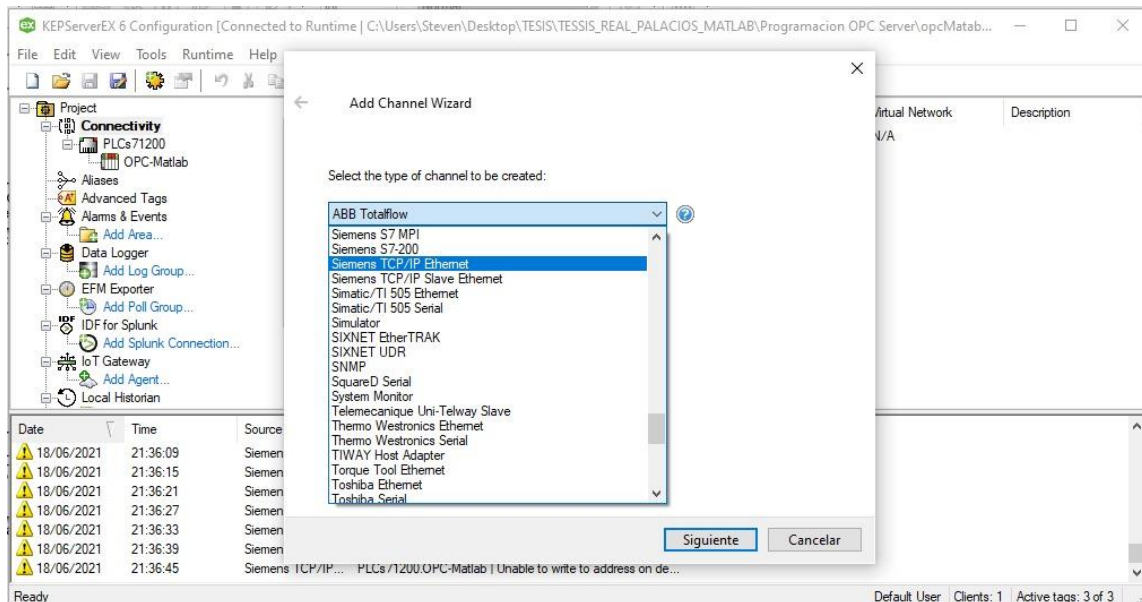 KEPServerEX 6 Configuration [Connected to Runtime | C:\Users\Steven\Desktop\TESIS\TESSIS_REAL_PALACIOS_MATLAB\Programacion OPC Server\opcMatab...
File Edit View Tools Runtime Help
Project
Connectivity
PLCs71200
OPC-Matlab
Aliases
Advanced Tags
Alarms & Events
Add Area...
Data Logger
Add Log Group...
EFM Exporter
Add Poll Group...
IDF for Splunk
Add Splunk Connection...
IoT Gateway
Add Agent...
Local Historian
Add Channel Wizard
Select the type of channel to be created:
ABB Totalflow
Siemens S7 MPI
Siemens S7-200
Siemens TCP/IP Ethernet
Siemens TCP/IP Slave Ethernet
Simatic/TI 505 Ethernet
Simatic/TI 505 Serial
Simulator
SIXNET EtherTRAK
SIXNET UDR
SNMP
SquareD Serial
System Monitor
Telemecanique Uni-Telway Slave
Thermo Westronics Ethernet
Thermo Westronics Serial
TIWAY Host Adapter
Torque Tool Ethernet
Toshiba Ethernet
Toshiba Serial
Siguiente Cancelar
Virtual Network Description
N/A
Date Time Source
18/06/2021 21:36:09 Siemen
18/06/2021 21:36:15 Siemen
18/06/2021 21:36:21 Siemen
18/06/2021 21:36:27 Siemen
18/06/2021 21:36:33 Siemen
18/06/2021 21:36:39 Siemen
18/06/2021 21:36:45 Siemens TCP/IP... PLCs71200.OPC-Matlab | Unable to write to address on de...
Ready Default User Clients: 1 Active tags: 3 of 3